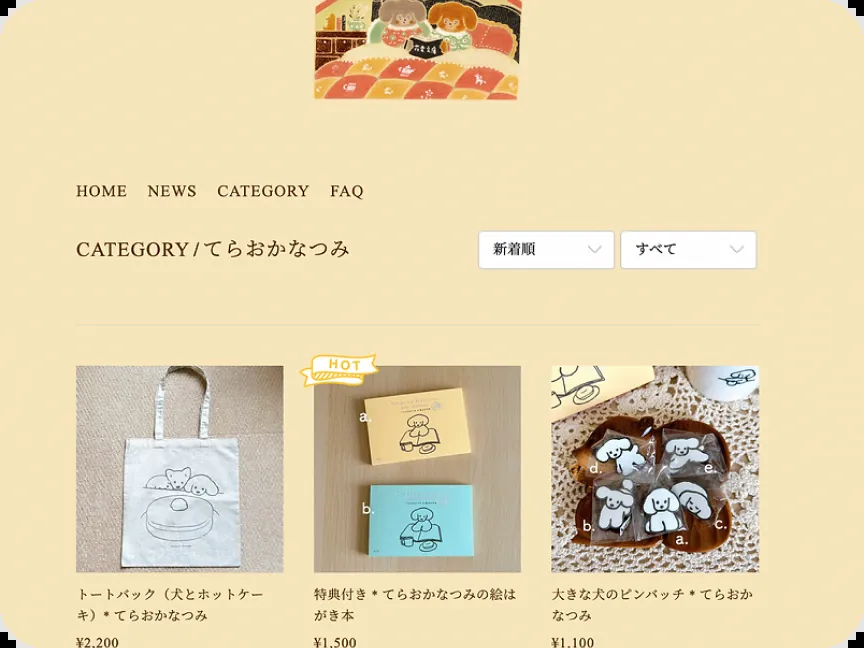 HOME NEWS CATEGORY FAQ
CATEGORY / てらおかなつみ
新着順
すべて
HOT
a.
b.
d.
e.
b.
c.
a.
トートバック（犬とホットケー
キ）* てらおかなつみ
¥2,200
特典付き * てらおかなつみの絵は
がき本
¥1,500
大きな犬のピンバッチ * てらおか
なつみ
¥1,100